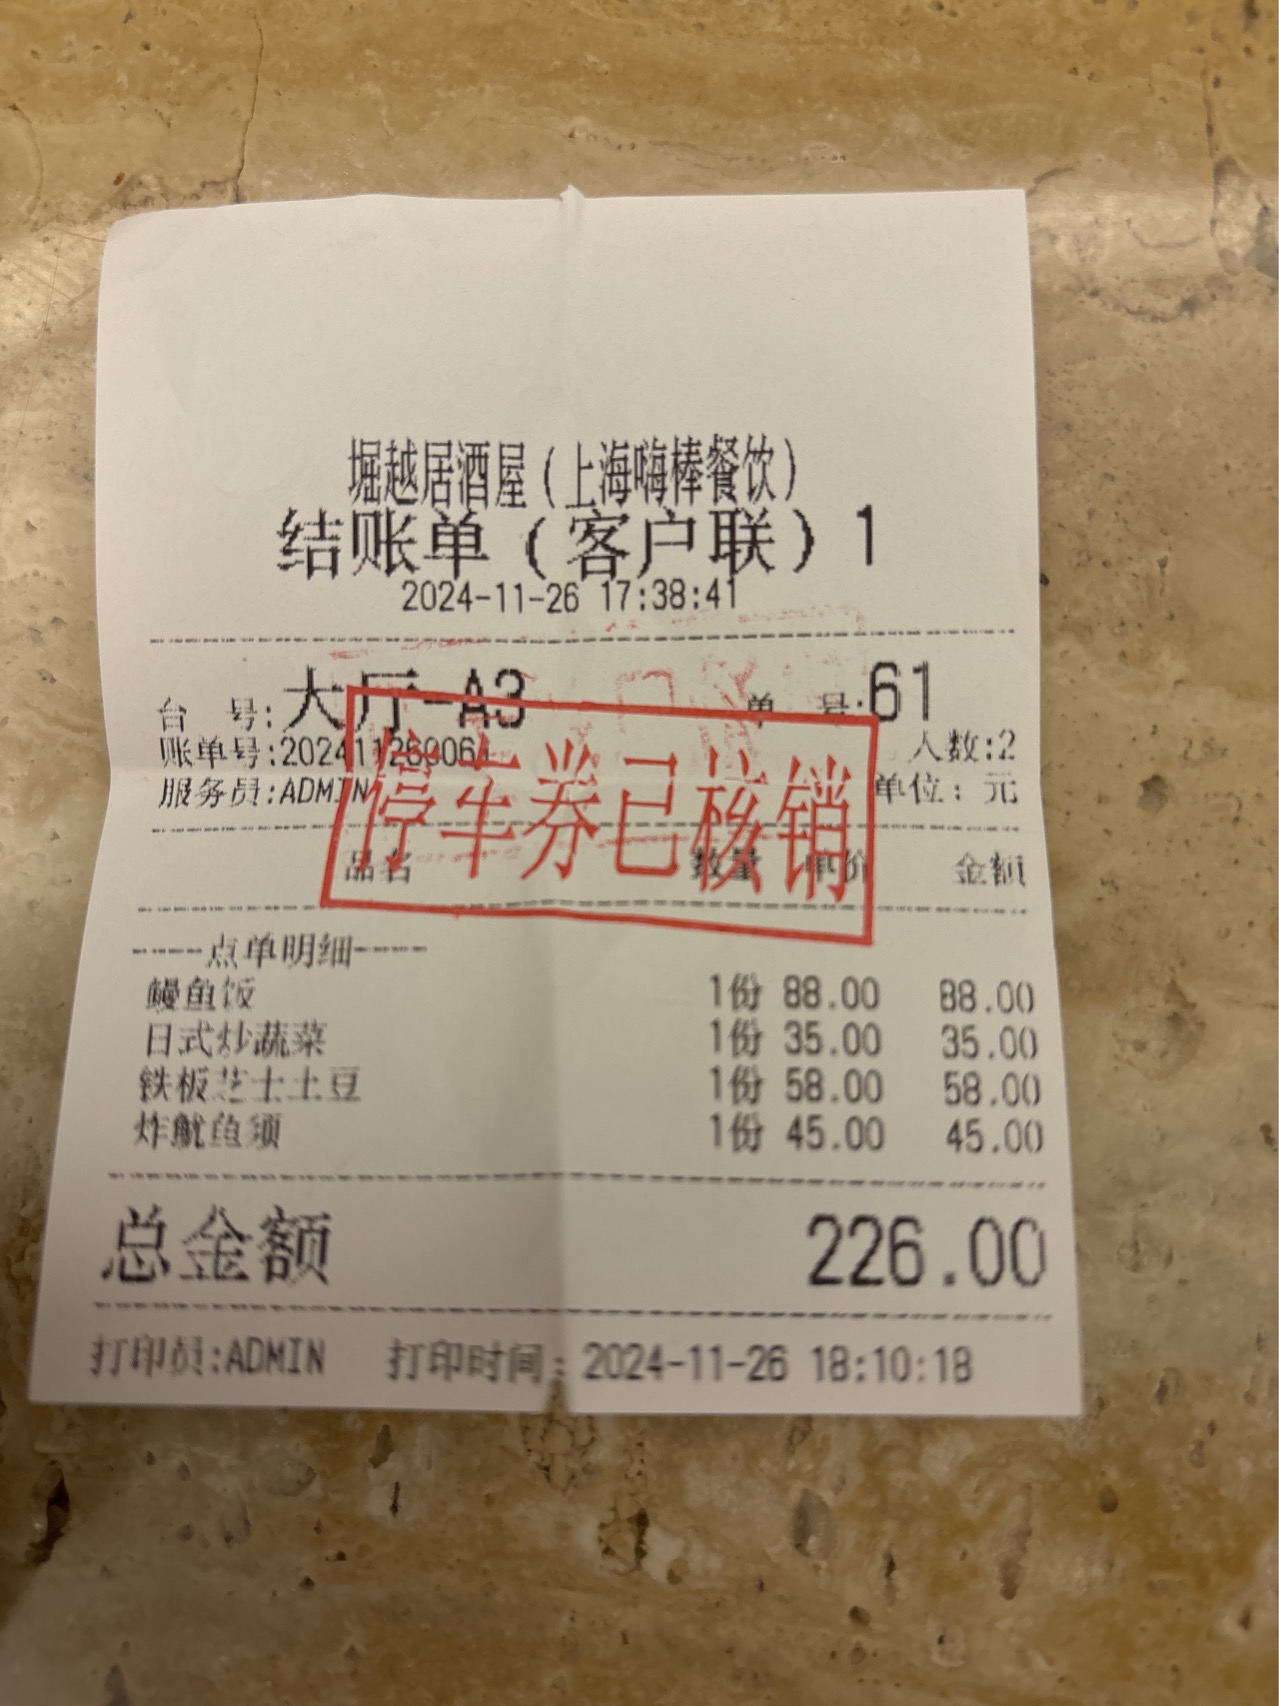 堀越居酒屋（上海嗨棒餐饮）
结账单（客户联）1
2024-11-26 17:38:41
台 号:大厅-A3 单 号:61
账单号: 人数:2
服务员:ADMIN 单位: 元
停车券已核销
品名 数量 单价 金额
-----点单明细-----
鳗鱼饭 1份 88.00 88.00
日式炒蔬菜 1份 35.00 35.00
铁板芝士土豆 1份 58.00 58.00
炸鱿鱼须 1份 45.00 45.00
总金额 226.00
打印员:ADMIN 打印时间: 2024-11-26 18:10:18